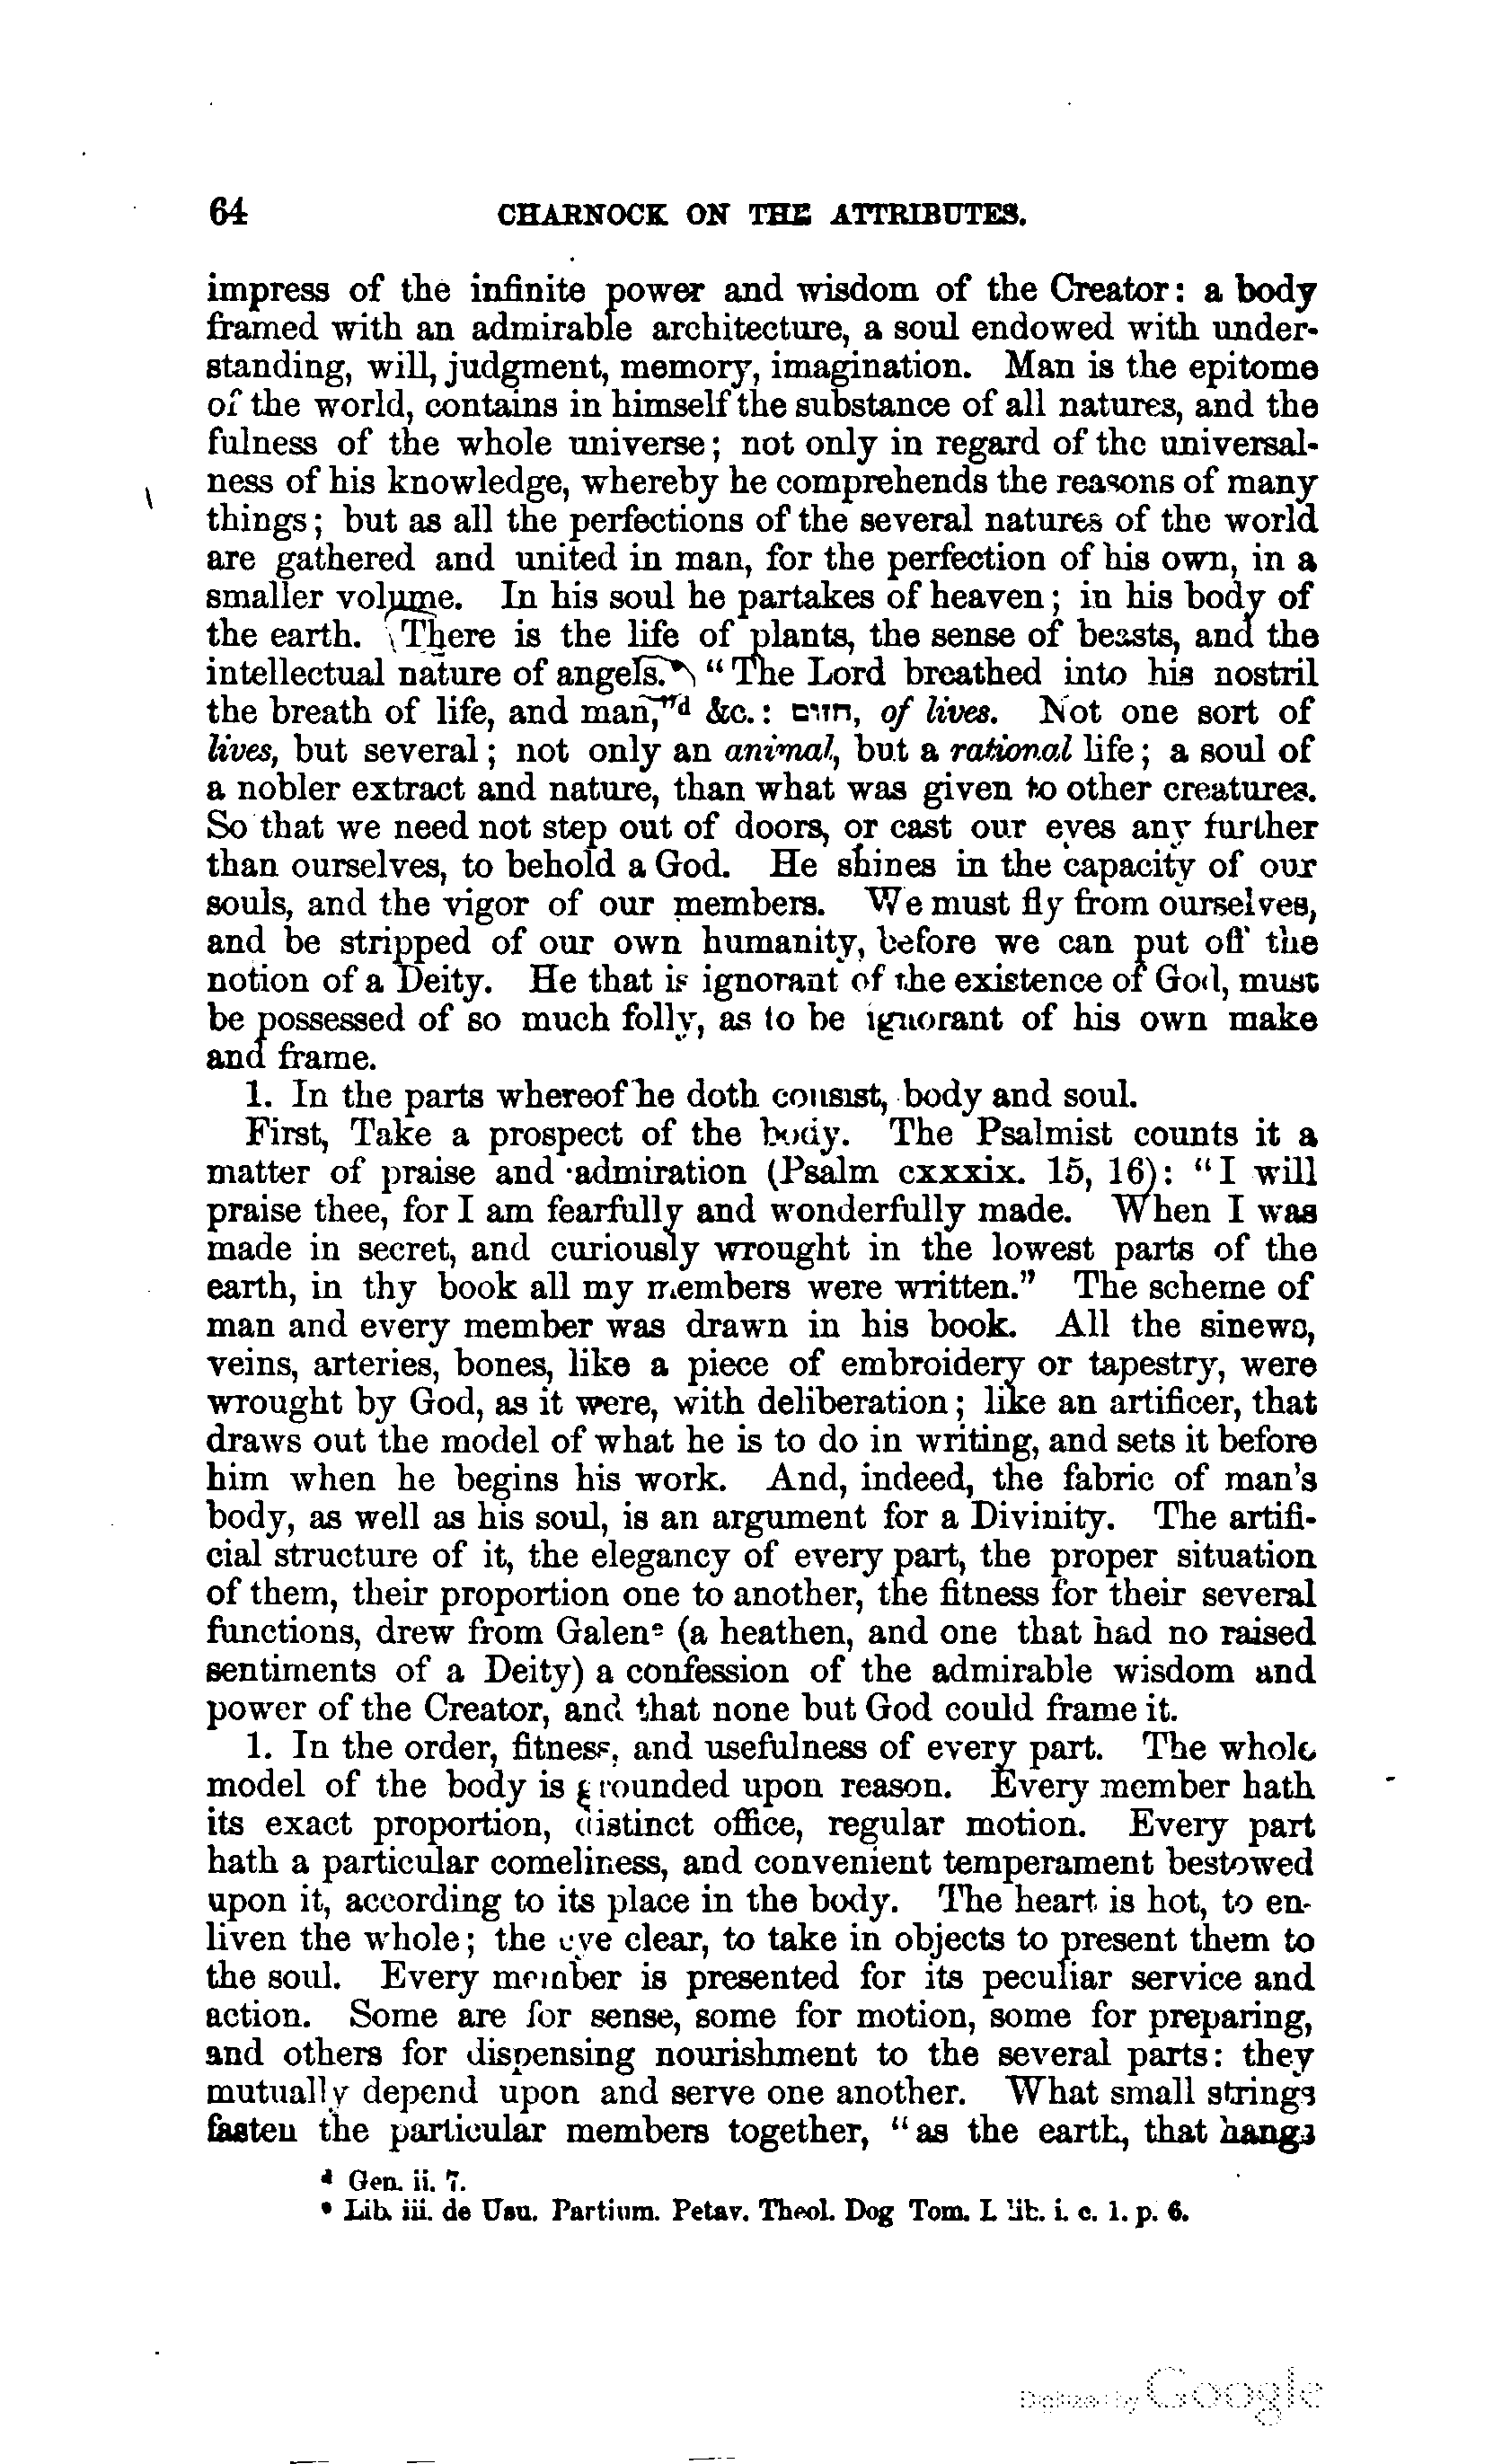 64 CHARNOCK ON THE ATTRIBUTES.
impress of the infinite power and wisdom of the Creator: a body
framed with an admirable architecture, a soul endowed with under-
standing, will, judgment, memory, imagination. Man is the epitome
of the world, contains in himself the substance of all natures, and the
fulness of the whole universe; not only in regard of the universal-
ness of his knowledge, whereby he comprehends the reasons of many
things; but as all the perfections of the several natures of the world
are gathered and united in man, for the perfection of his own, in a
smaller volume. In his soul he partakes of heaven; in his body of
the earth. There is the life of plants, the sense of beasts, and the
intellectual nature of angels. “The Lord breathed into his nostril
the breath of life, and man,”d &c.: חיים, of lives. Not one sort of
lives, but several; not only an animal, but a rational life; a soul of
a nobler extract and nature, than what was given to other creatures.
So that we need not step out of doors, or cast our eyes any further
than ourselves, to behold a God. He shines in the capacity of our
souls, and the vigor of our members. We must fly from ourselves,
and be stripped of our own humanity, before we can put off the
notion of a Deity. He that is ignorant of the existence of God, must
be possessed of so much folly, as to be ignorant of his own make
and frame.
1. In the parts whereof he doth consist, body and soul.
First, Take a prospect of the body. The Psalmist counts it a
matter of praise and admiration (Psalm cxxxix. 15, 16): “I will
praise thee, for I am fearfully and wonderfully made. When I was
made in secret, and curiously wrought in the lowest parts of the
earth, in thy book all my members were written.” The scheme of
man and every member was drawn in his book. All the sinews,
veins, arteries, bones, like a piece of embroidery or tapestry, were
wrought by God, as it were, with deliberation; like an artificer, that
draws out the model of what he is to do in writing, and sets it before
him when he begins his work. And, indeed, the fabric of man's
body, as well as his soul, is an argument for a Divinity. The artifi-
cial structure of it, the elegancy of every part, the proper situation
of them, their proportion one to another, the fitness for their several
functions, drew from Galene (a heathen, and one that had no raised
sentiments of a Deity) a confession of the admirable wisdom and
power of the Creator, and that none but God could frame it.
1. In the order, fitness, and usefulness of every part. The whole
model of the body is grounded upon reason. Every member hath
its exact proportion, distinct office, regular motion. Every part
hath a particular comeliness, and convenient temperament bestowed
upon it, according to its place in the body. The heart is hot, to en-
liven the whole; the eye clear, to take in objects to present them to
the soul. Every member is presented for its peculiar service and
action. Some are for sense, some for motion, some for preparing,
and others for dispensing nourishment to the several parts: they
mutually depend upon and serve one another. What small strings
fasten the particular members together, “as the earth, that hangs
d Gen. ii. 7.
e Lib. iii. de Usu. Partium. Petav. Theol. Dog Tom. I. lib. i. c. 1. p. 6.
Digitized by Google